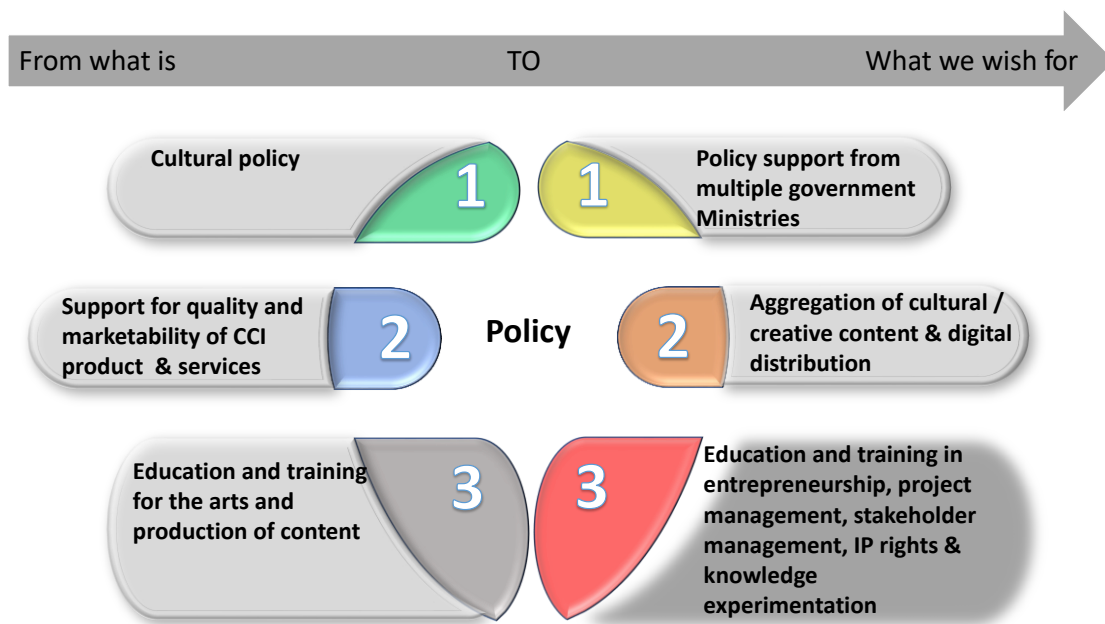 From what is TO What we wish for
Cultural policy
1
1
Policy support from
multiple government
Ministries
Support for quality and
marketability of CCI
product & services
2
Policy
2
Aggregation of cultural /
creative content & digital
distribution
Education and training
for the arts and
production of content
3
3
Education and training in
entrepreneurship, project
management, stakeholder
management, IP rights &
knowledge
experimentation